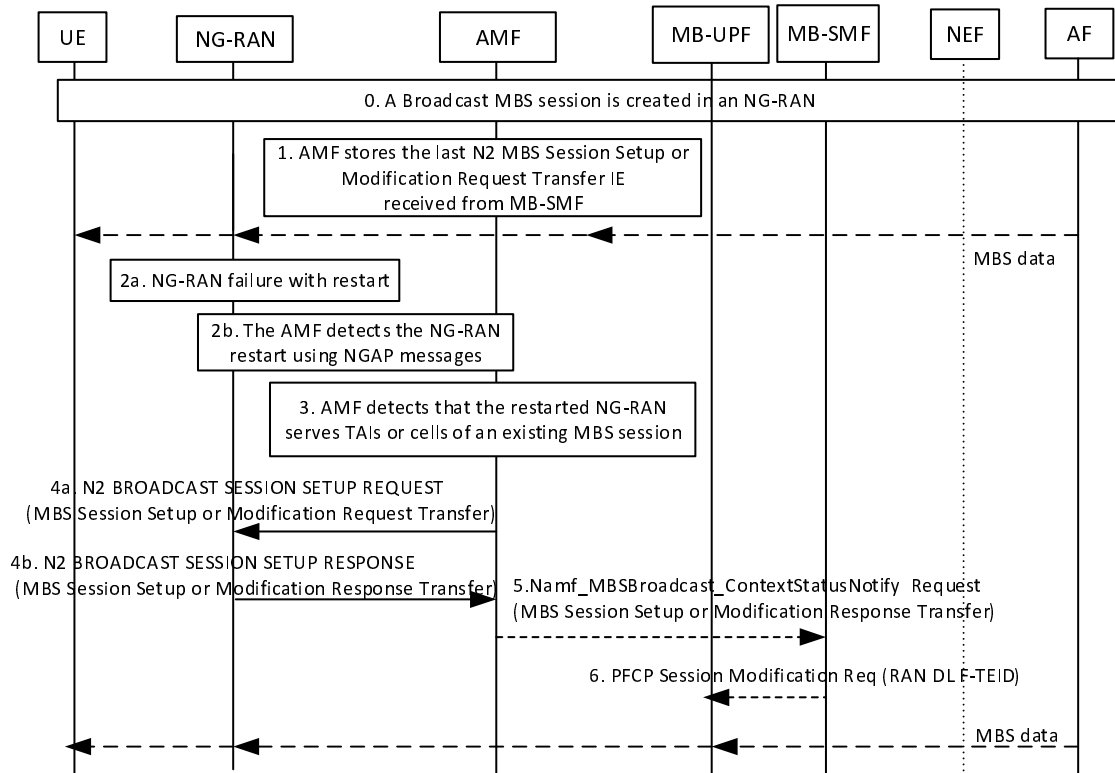 UE
NG-RAN
AMF
MB-UPF
MB-SMF
NEF
AF
0. A Broadcast MBS session is created in an NG-RAN
1. AMF stores the last N2 MBS Session Setup or
Modification Request Transfer IE
received from MB-SMF
MBS data
2a. NG-RAN failure with restart
2b. The AMF detects the NG-RAN
restart using NGAP messages
3. AMF detects that the restarted NG-RAN
serves TAIs or cells of an existing MBS session
4a. N2 BROADCAST SESSION SETUP REQUEST
(MBS Session Setup or Modification Request Transfer)
4b. N2 BROADCAST SESSION SETUP RESPONSE
(MBS Session Setup or Modification Response Transfer)
5.Namf_MBSBroadcast_ContextStatusNotify Request
(MBS Session Setup or Modification Response Transfer)
6. PFCP Session Modification Req (RAN DL F-TEID)
MBS data